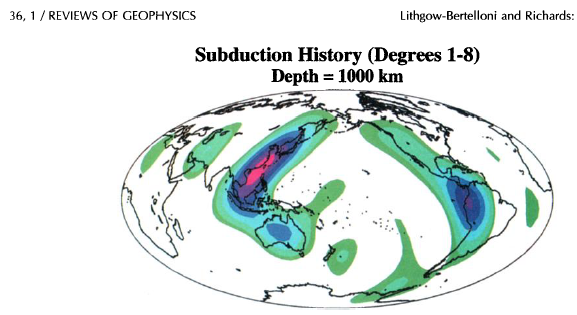 36, 1 / REVIEWS OF GEOPHYSICS
Lithgow-Bertelloni and Richards:
Subduction History (Degrees 1-8)
Depth = 1000 km